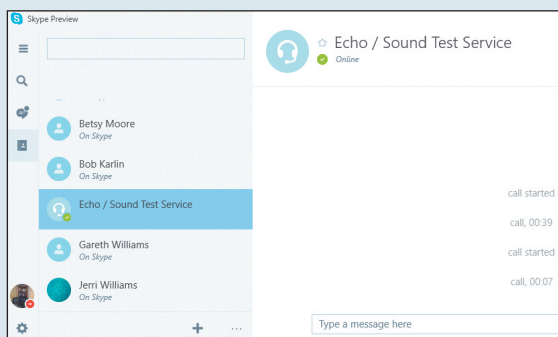 Skype Preview
Echo / Sound Test Service
Online
Betsy Moore
On Skype
Bob Karlin
On Skype
Echo / Sound Test Service
Gareth Williams
On Skype
Jerri Williams
On Skype
call started
call, 00:39
call started
call, 00:07
Type a message here